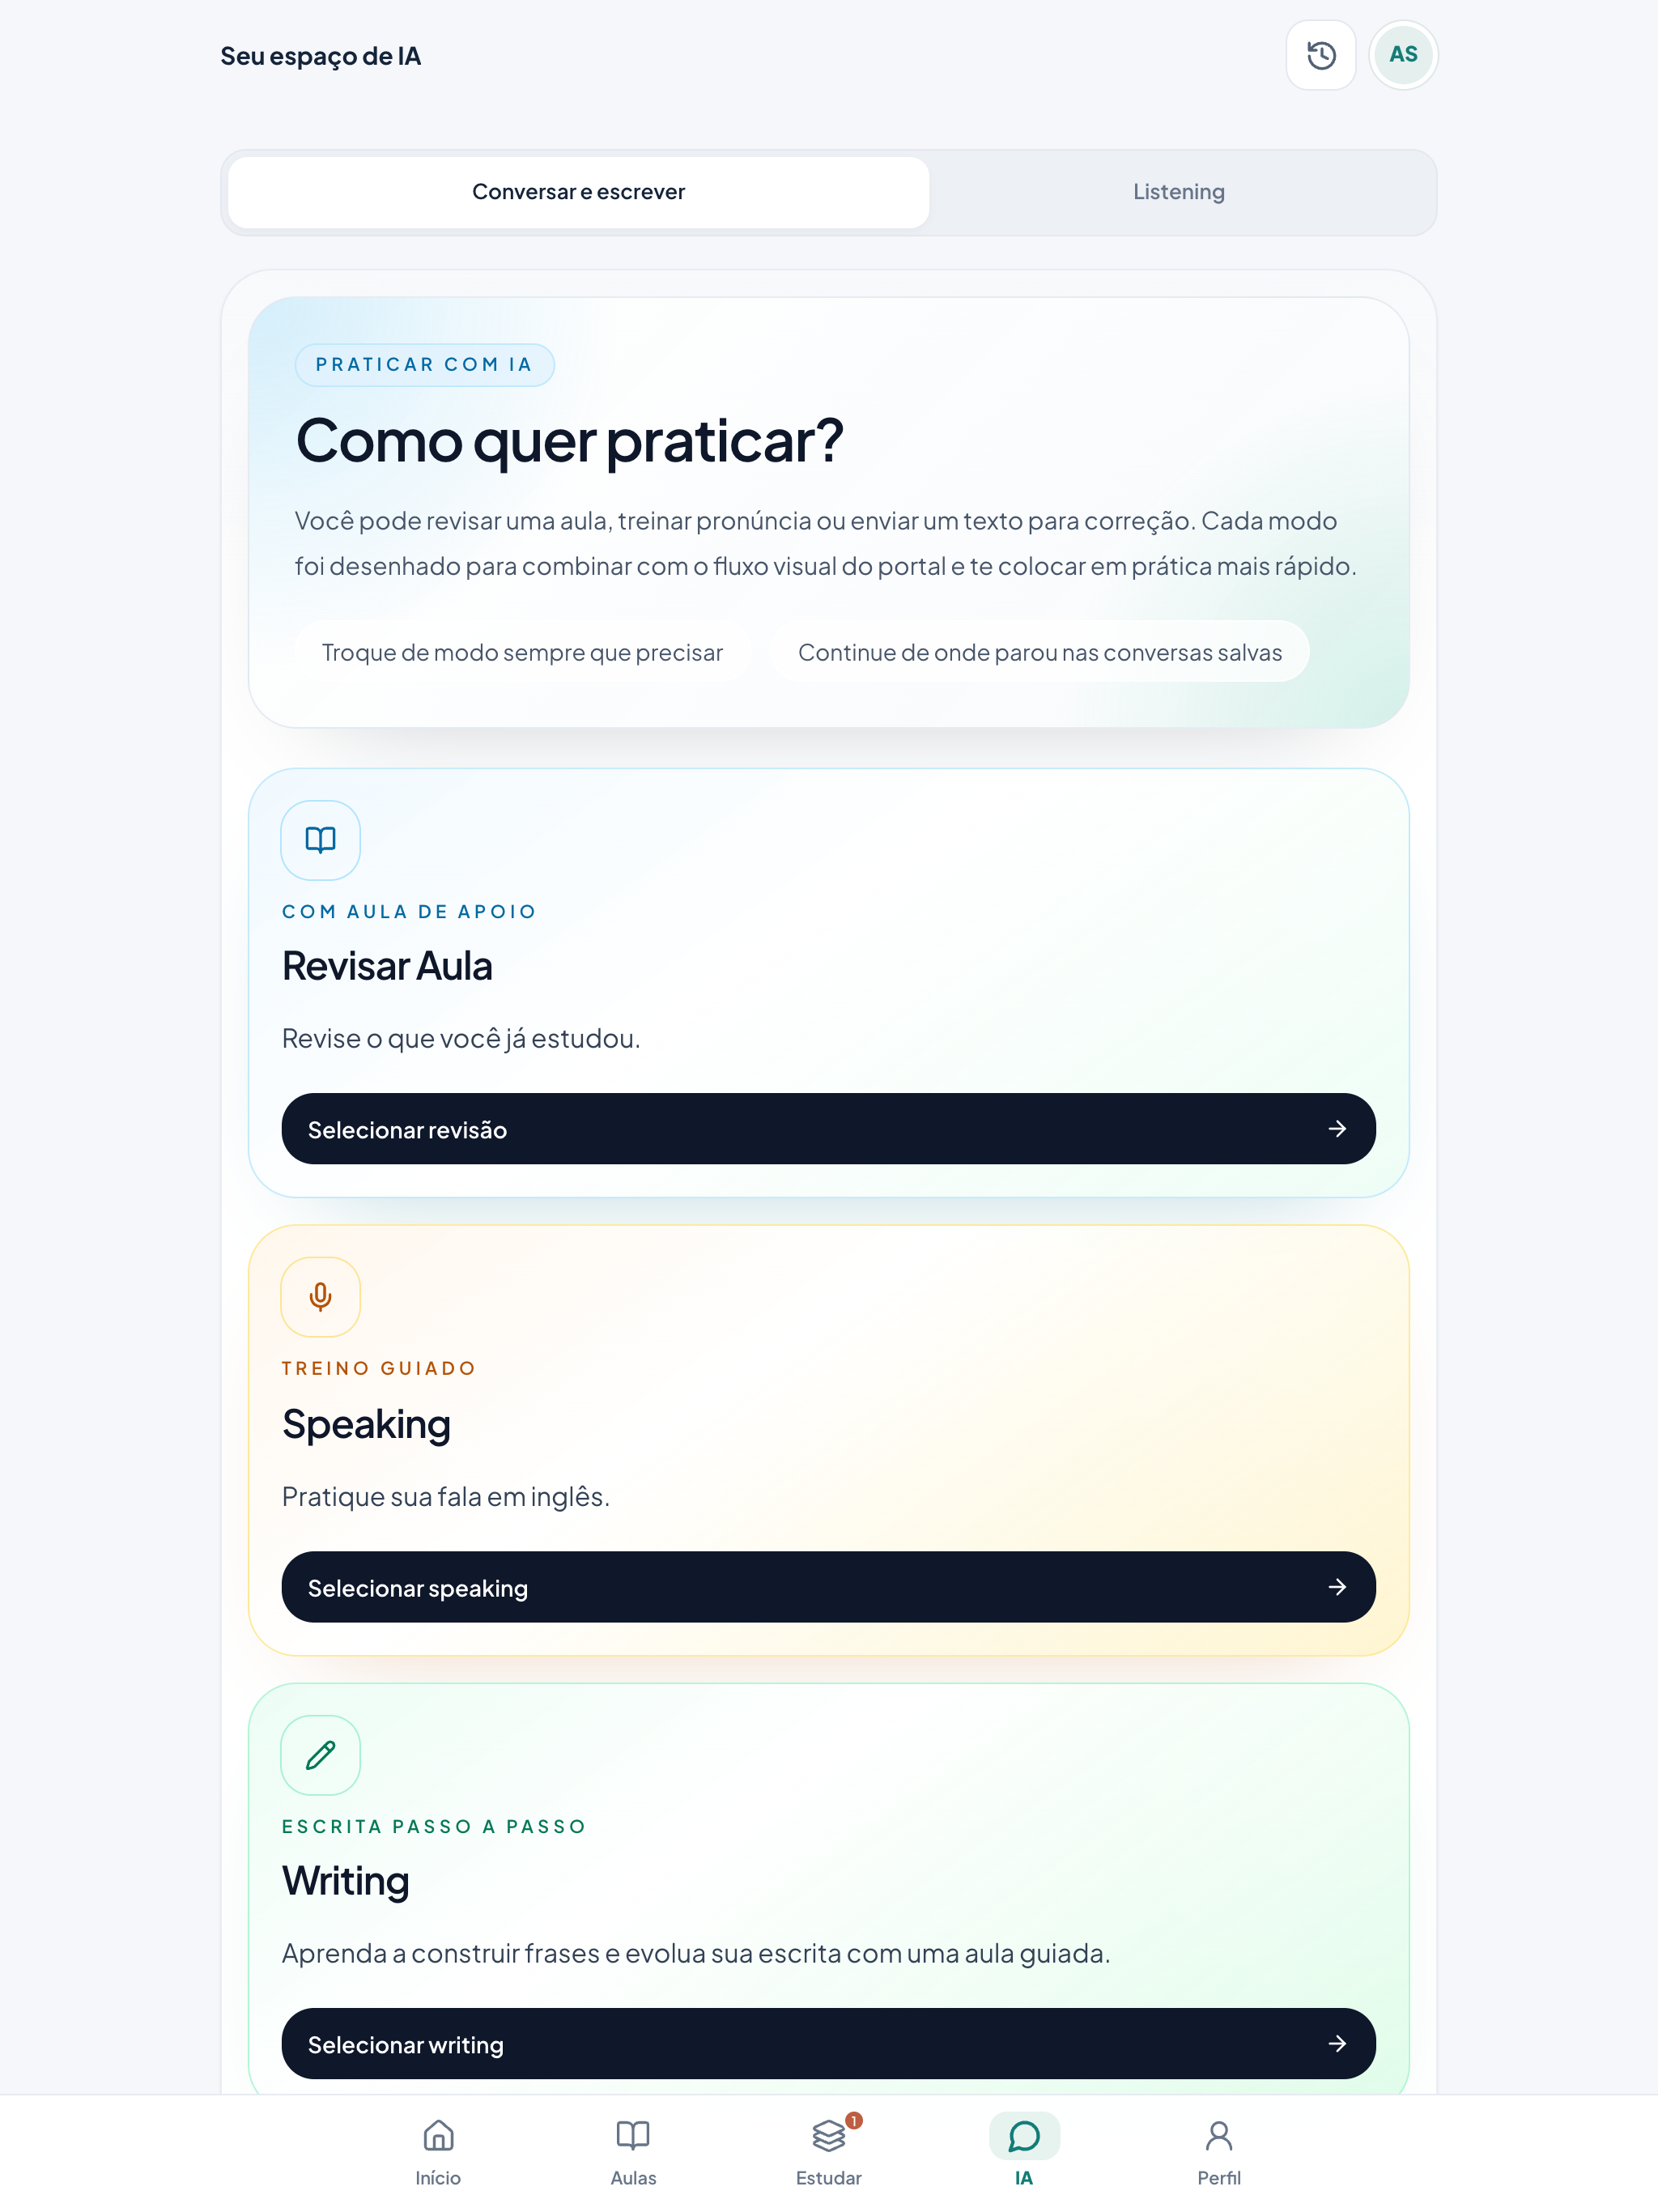 Seu espaço de IA
AS
Conversar e escrever
Listening
PRATICAR COM IA
Como quer praticar?
Você pode revisar uma aula, treinar pronúncia ou enviar um texto para correção. Cada modo
foi desenhado para combinar com o fluxo visual do portal e te colocar em prática mais rápido.
Troque de modo sempre que precisar
Continue de onde parou nas conversas salvas
COM AULA DE APOIO
Revisar Aula
Revise o que você já estudou.
Selecionar revisão
TREINO GUIADO
Speaking
Pratique sua fala em inglês.
Selecionar speaking
ESCRITA PASSO A PASSO
Writing
Aprenda a construir frases e evolua sua escrita com uma aula guiada.
Selecionar writing
1
Início
Aulas
Estudar
IA
Perfil